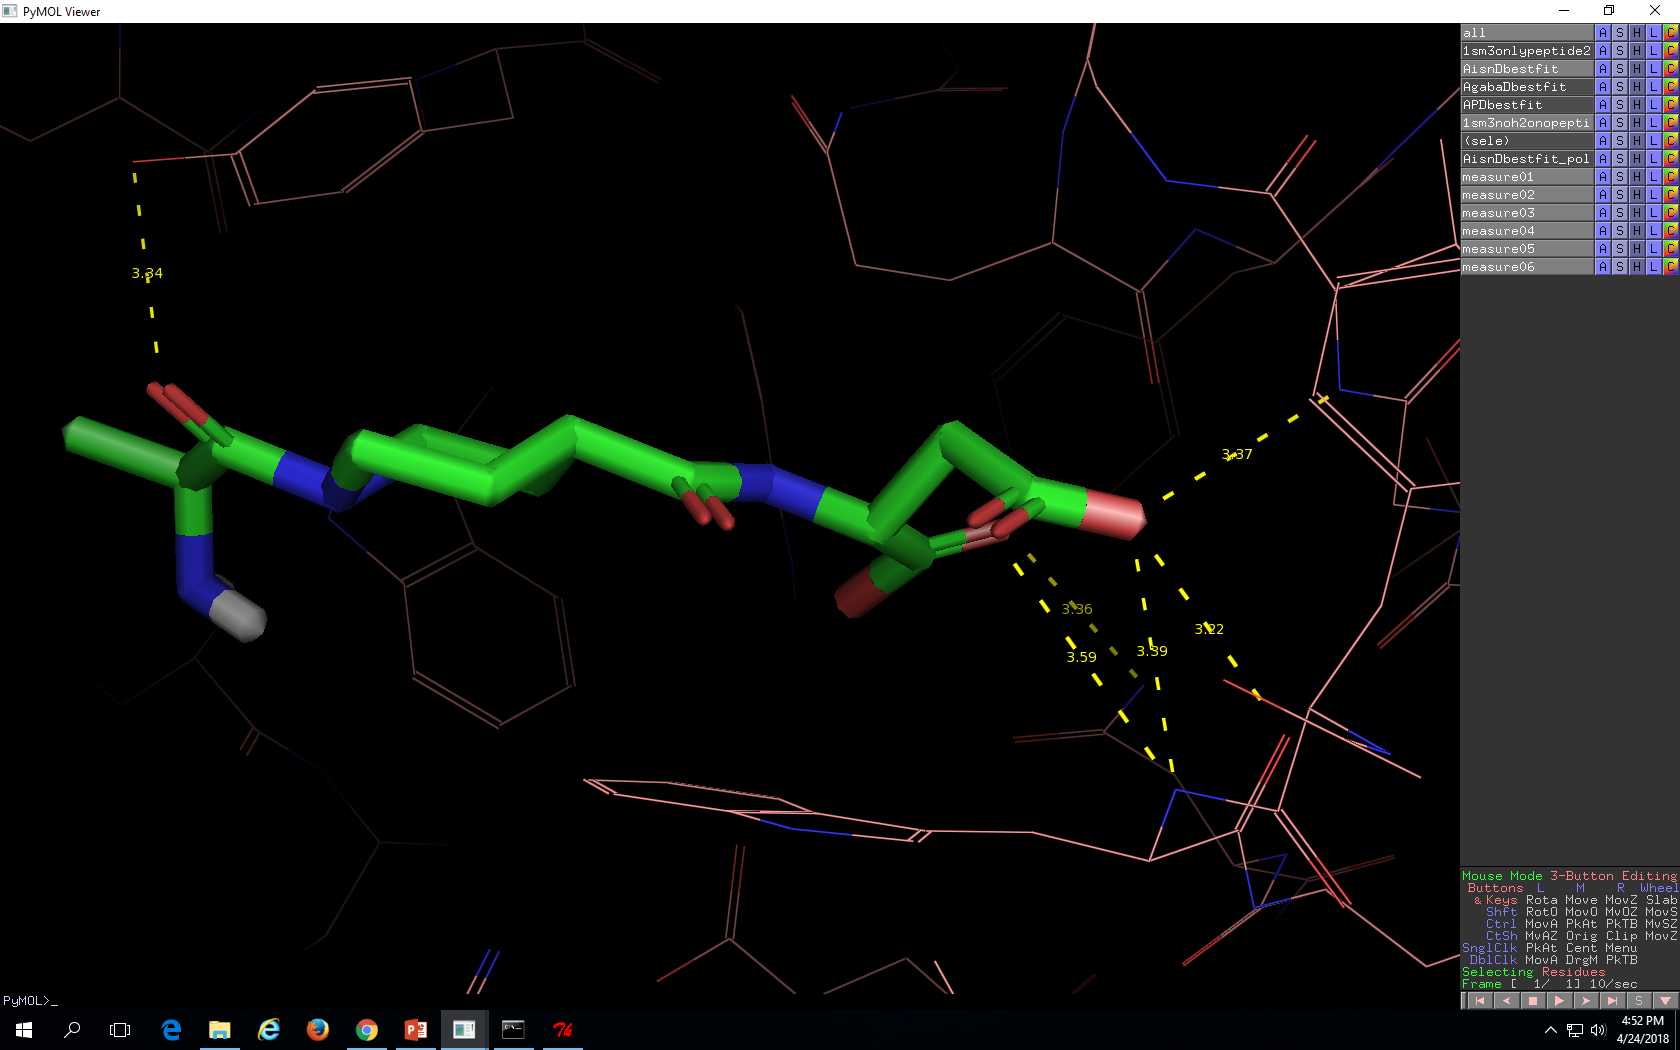 PyMOL Viewer
all A S H L C
1sm3onlypeptide2 A S H L C
AisnDbestfit A S H L C
AgabaDbestfit A S H L C
APDbestfit A S H L C
1sm3noh2onopepti A S H L C
(sele) A S H L C
AisnDbestfit_pol A S H L C
measure01 A S H L C
measure02 A S H L C
measure03 A S H L C
measure04 A S H L C
measure05 A S H L C
measure06 A S H L C
3.34
3.37
3.36
3.22
3.39
3.59
Mouse Mode 3-Button Editing
Buttons L M R Wheel
& Keys Rota Move MovZ Slab
Shft RotO MovO MvOZ MovS
Ctrl MovA PkAt PkTB MvSZ
CtSh MvAZ Orig Clip MovZ
SnglClk PkAt Cent Menu
DblClk MovA DrgM PkTB
Selecting Residues
Frame [ 1/ 1] 10/sec
PyMOL>_
S
4:52 PM
4/24/2018